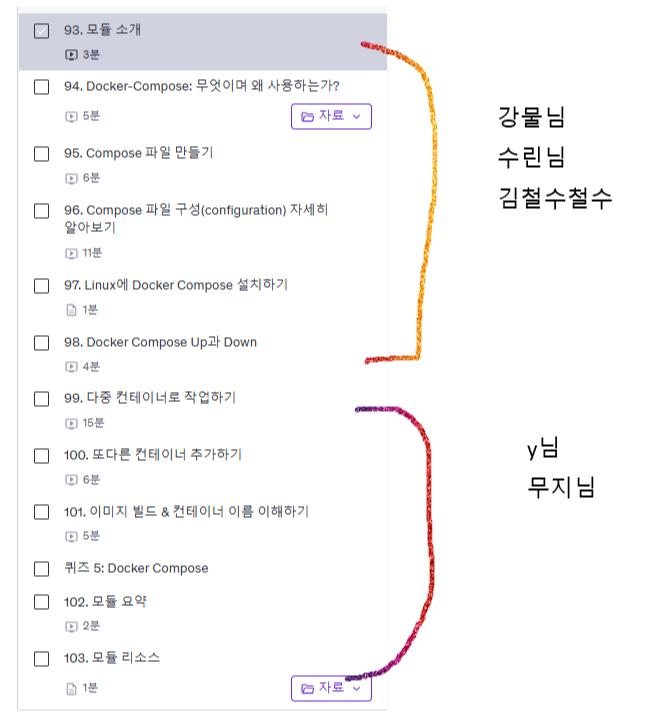 93. 모듈 소개
3분
94. Docker-Compose: 무엇이며 왜 사용하는가?
5분
자료
95. Compose 파일 만들기
6분
96. Compose 파일 구성(configuration) 자세히
알아보기
11분
97. Linux에 Docker Compose 설치하기
1분
98. Docker Compose Up과 Down
4분
99. 다중 컨테이너로 작업하기
15분
100. 또다른 컨테이너 추가하기
6분
101. 이미지 빌드 & 컨테이너 이름 이해하기
5분
퀴즈 5: Docker Compose
102. 모듈 요약
2분
103. 모듈 리소스
1분
자료
강물님
수린님
김철수철수
y님
무지님